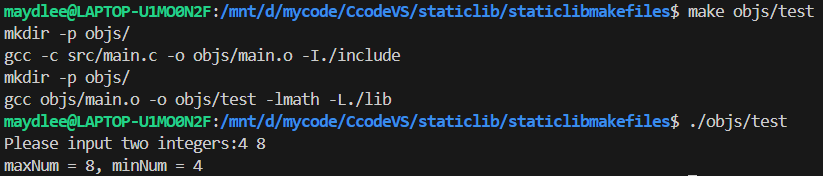 maydlee@LAPTOP-U1MO0N2F:/mnt/d/mycode/CcodeVS/staticlib/staticlibmakefiles$ make objs/test
mkdir -p objs/
gcc -c src/main.c -o objs/main.o -I./include
mkdir -p objs/
gcc objs/main.o -o objs/test -lmath -L./lib
maydlee@LAPTOP-U1MO0N2F:/mnt/d/mycode/CcodeVS/staticlib/staticlibmakefiles$ ./objs/test
Please input two integers:4 8
maxNum = 8, minNum = 4